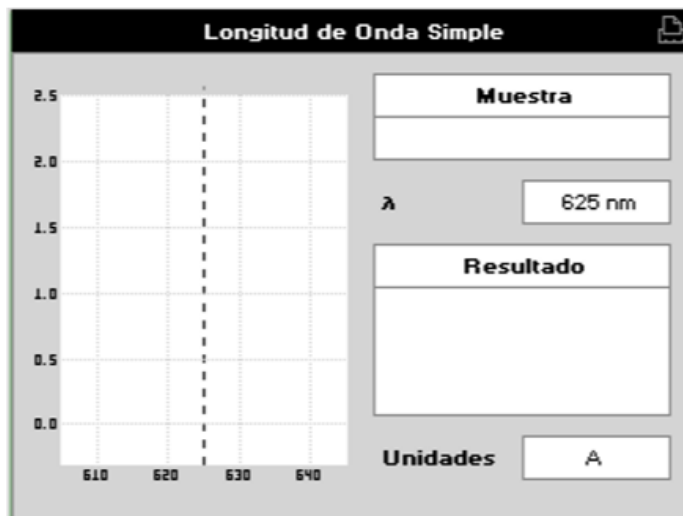 Longitud de Onda Simple
2.5
2.0
1.5
1.0
0.5
0.0
610 620 630 640
Muestra
λ 625 nm
Resultado
Unidades A